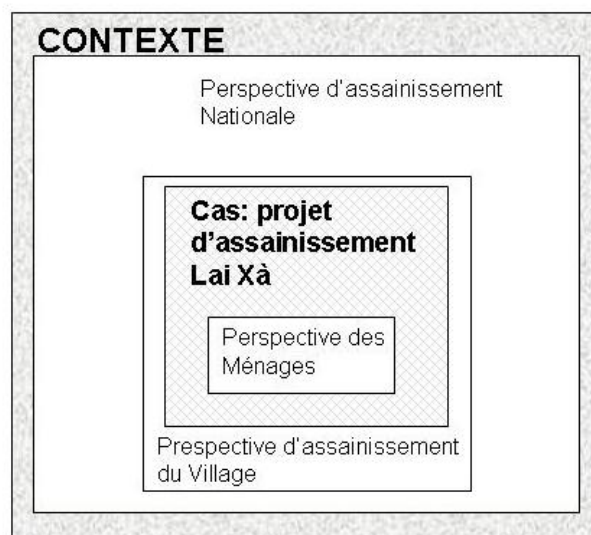 CONTEXTE
Perspective d'assainissement
Nationale
Cas: projet
d'assainissement
Lai Xà
Perspective des
Ménages
Prespective d'assainissement
du Village